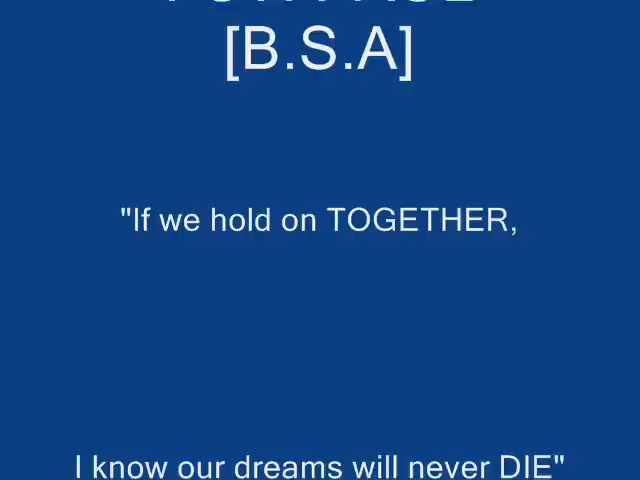 [B.S.A]
"If we hold on TOGETHER,
I know our dreams will never DIE"